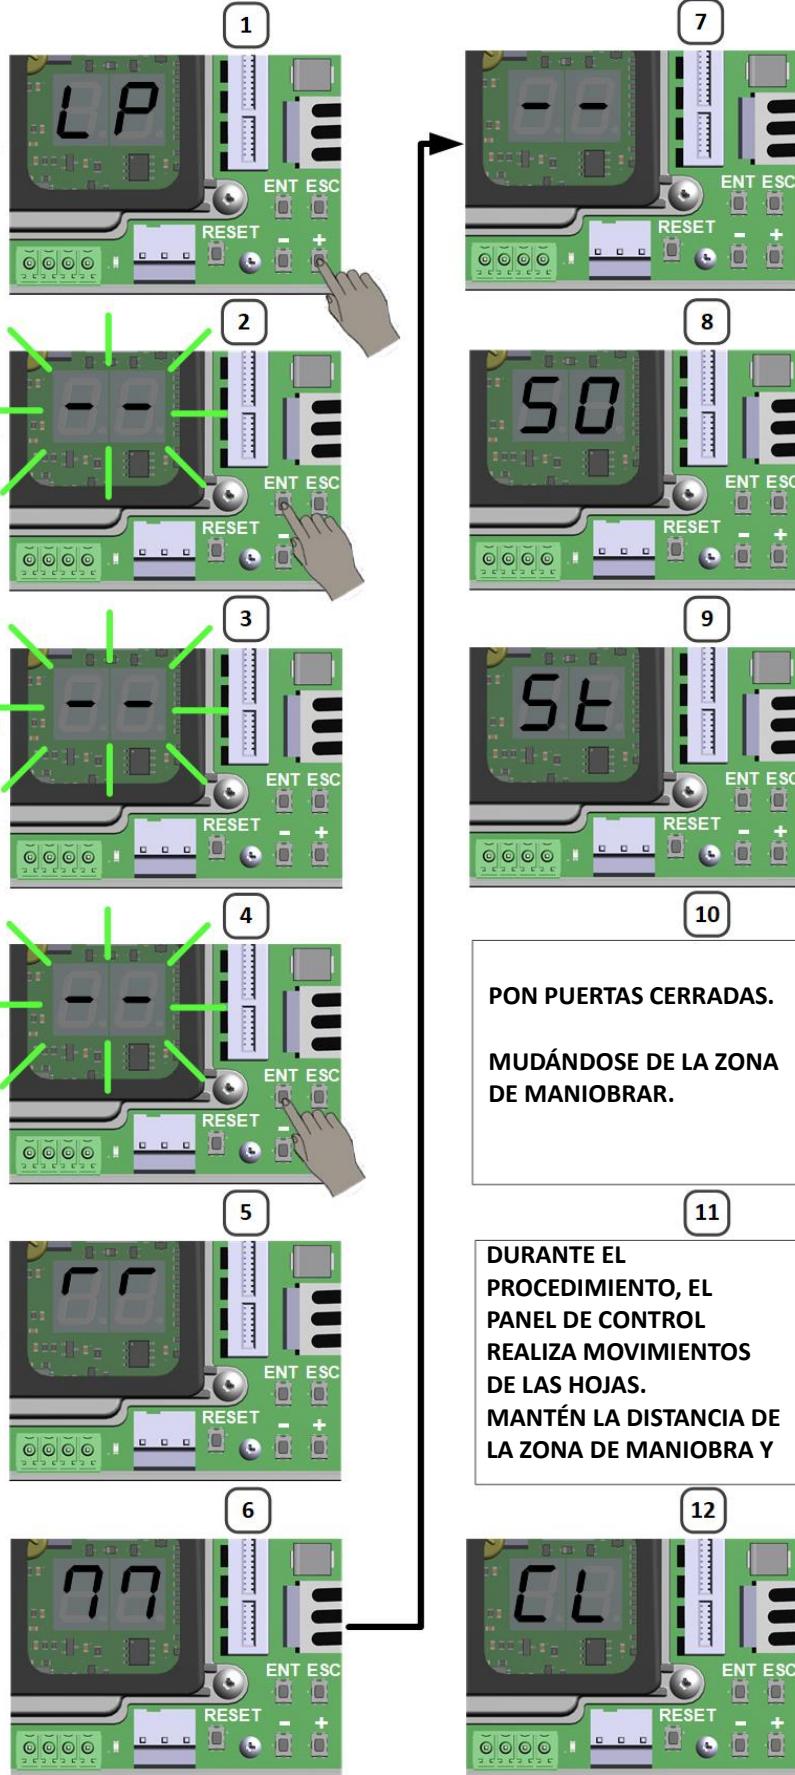 1
LP
ENT ESC
RESET - +
2
- -
ENT ESC
RESET -
3
- -
ENT ESC
RESET - +
4
- -
ENT ESC
RESET -
5
rr
ENT ESC
RESET - +
6
77
ENT ESC
RESET - +
7
- -
ENT ESC
RESET - +
8
S0
ENT ESC
RESET - +
9
St
ENT ESC
RESET - +
10
PON PUERTAS CERRADAS.
MUDÁNDOSE DE LA ZONA
DE MANIOBRAR.
11
DURANTE EL
PROCEDIMIENTO, EL
PANEL DE CONTROL
REALIZA MOVIMIENTOS
DE LAS HOJAS.
MANTÉN LA DISTANCIA DE
LA ZONA DE MANIOBRA Y
12
CL
ENT ESC
RESET - +